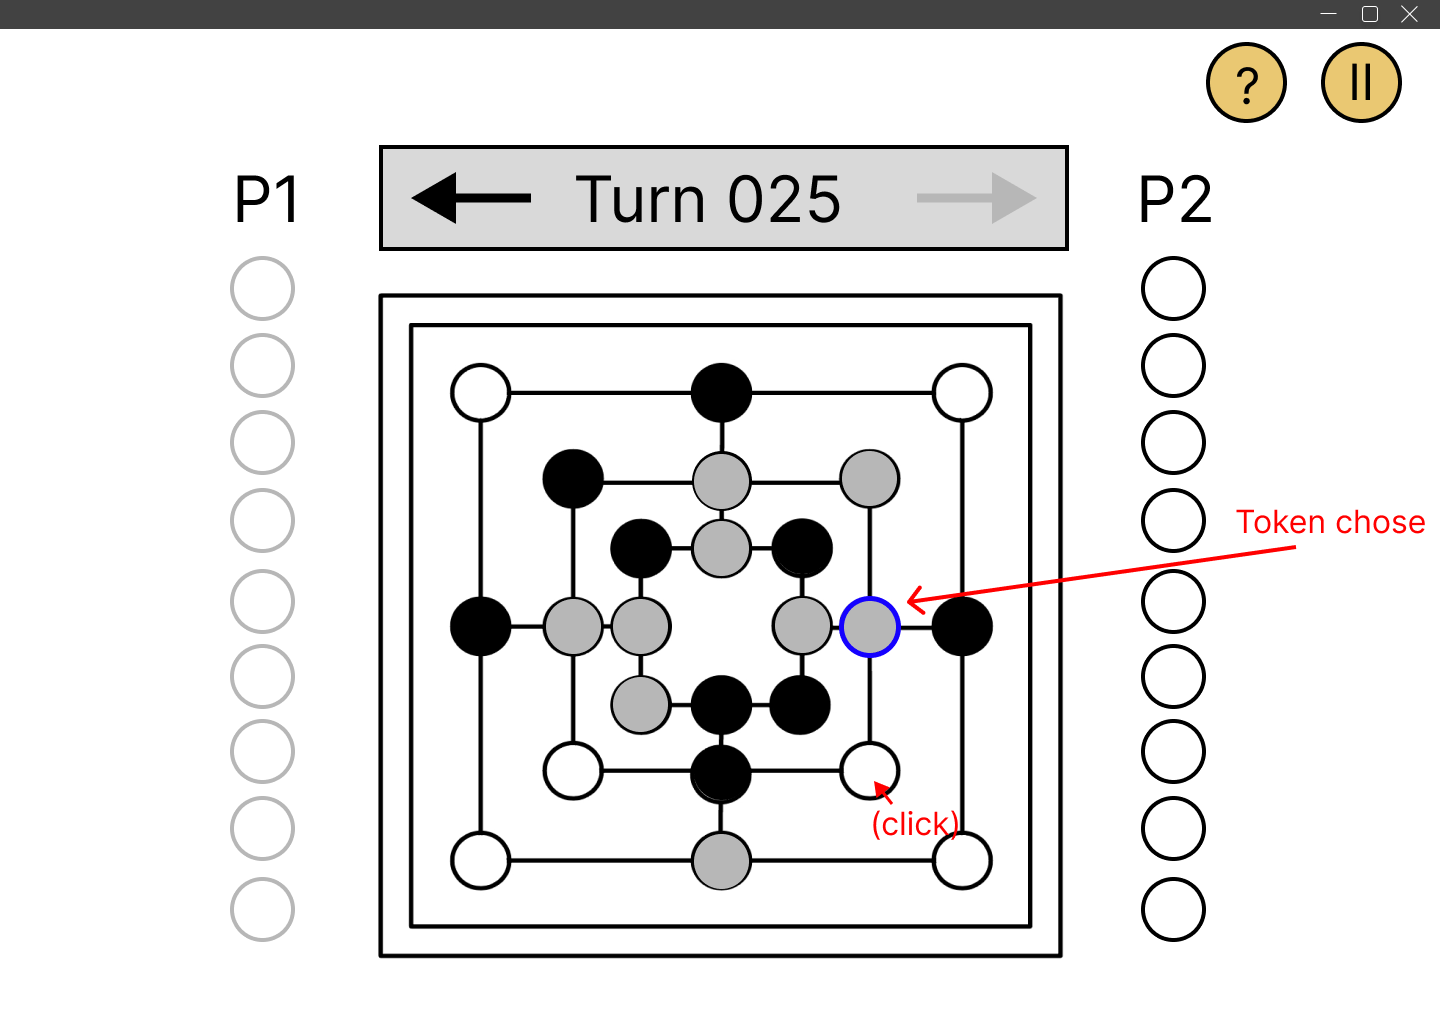 ?
P1
Turn 025
P2
Token chose
(click)